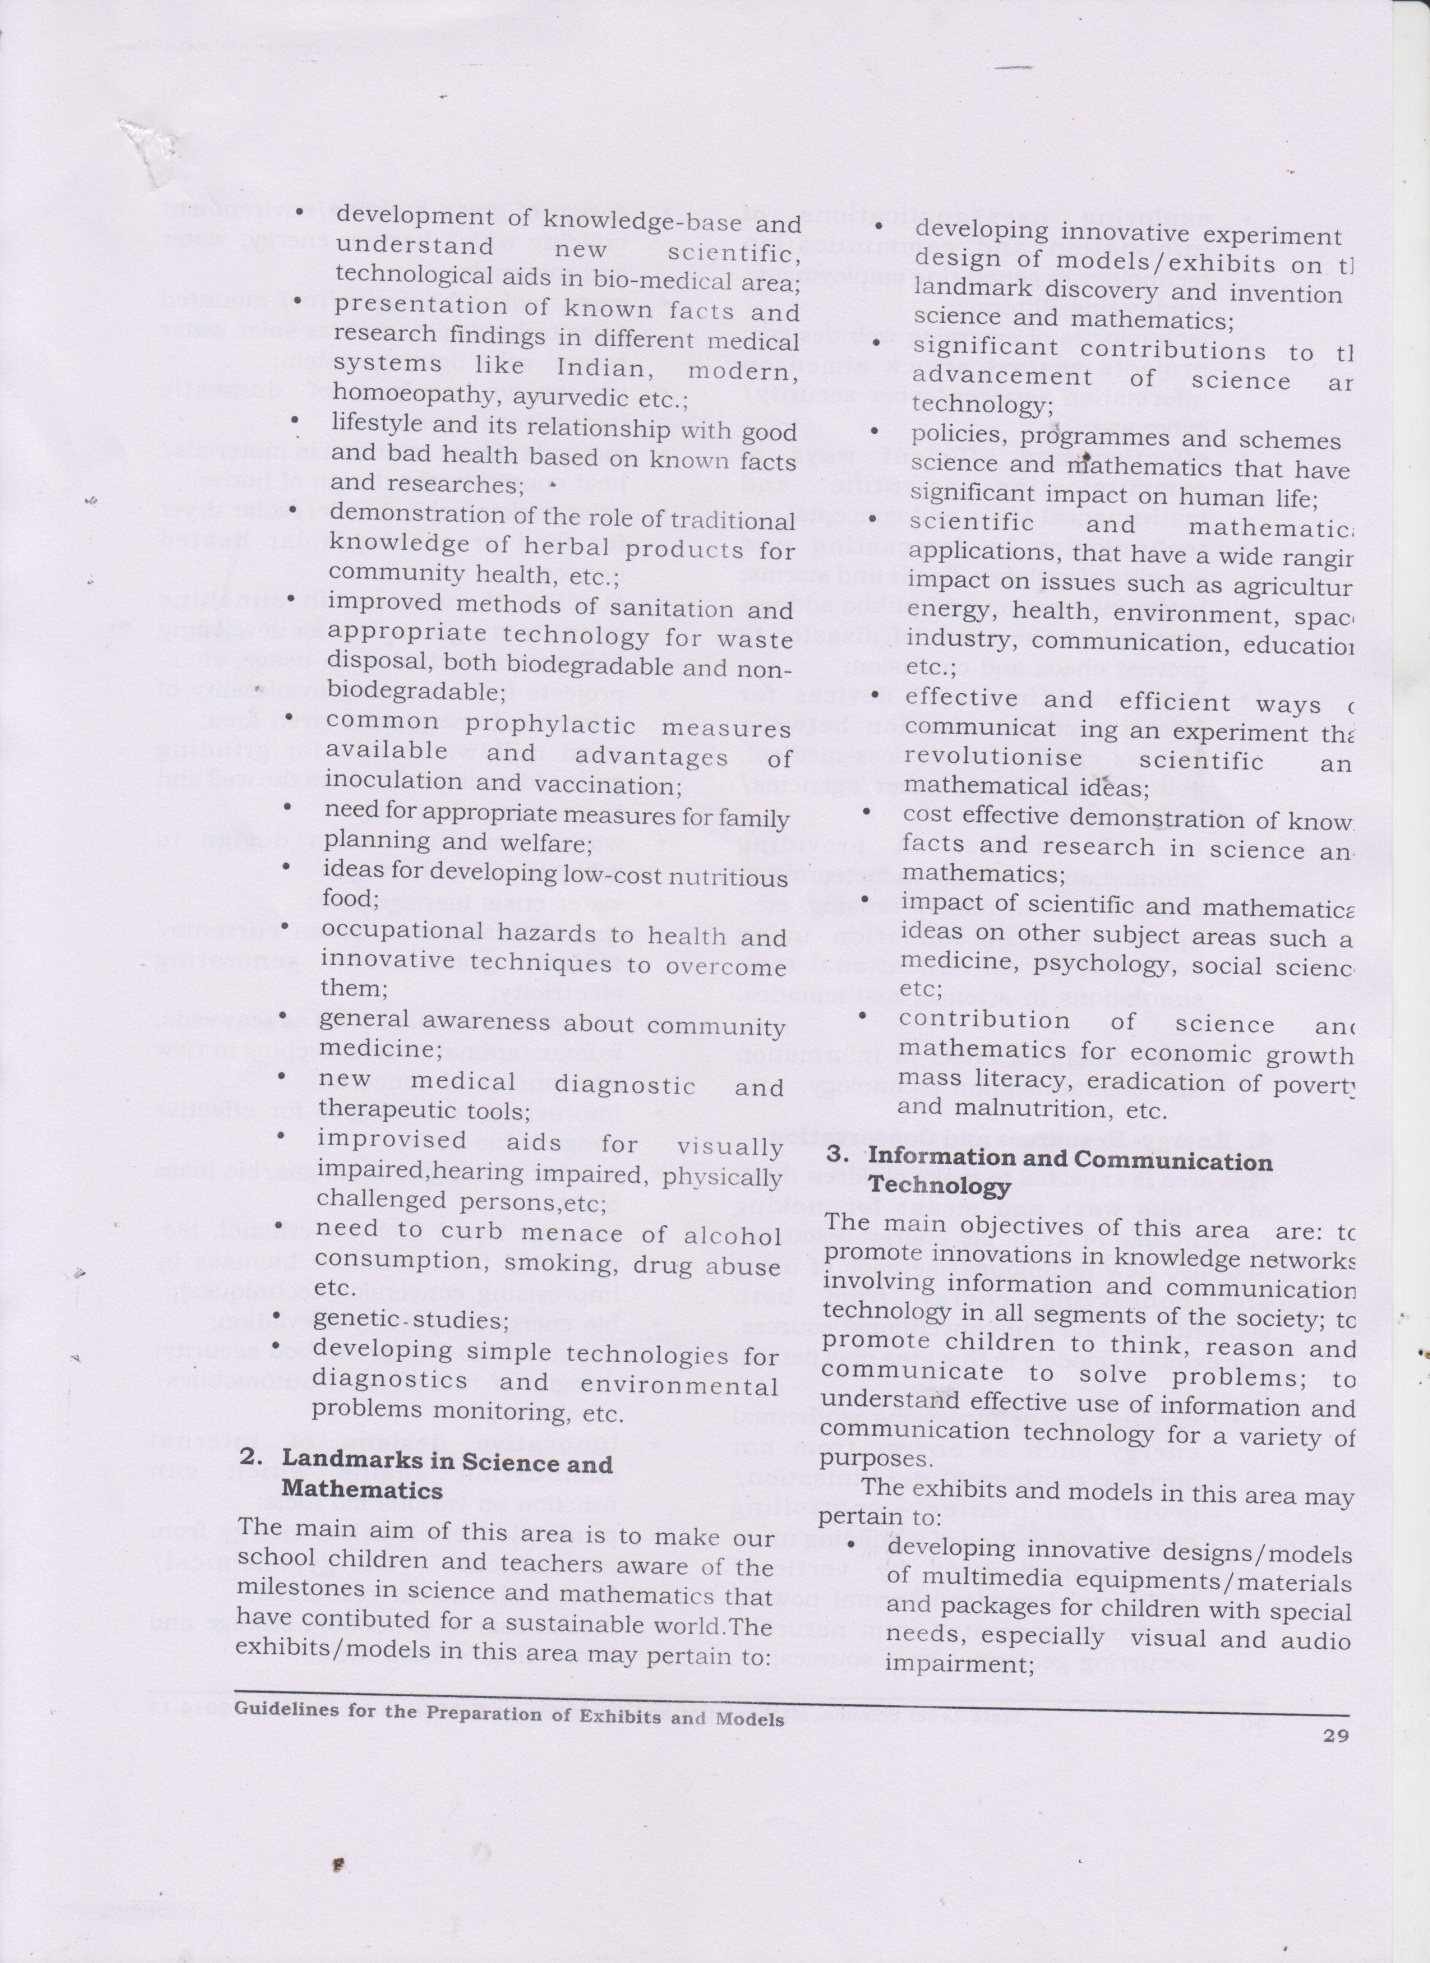 • development of knowledge-base and
understand new scientific,
technological aids in bio-medical area;
• presentation of known facts and
research findings in different medical
systems like Indian, modern,
homoeopathy, ayurvedic etc.;
• lifestyle and its relationship with good
and bad health based on known facts
and researches;
• demonstration of the role of traditional
knowledge of herbal products for
community health, etc.;
• improved methods of sanitation and
appropriate technology for waste
disposal, both biodegradable and non-
biodegradable;
• common prophylactic measures
available and advantages of
inoculation and vaccination;
• need for appropriate measures for family
planning and welfare;
• ideas for developing low-cost nutritious
food;
• occupational hazards to health and
innovative techniques to overcome
them;
• general awareness about community
medicine;
• new medical diagnostic and
therapeutic tools;
• improvised aids for visually
impaired,hearing impaired, physically
challenged persons,etc;
• need to curb menace of alcohol
consumption, smoking, drug abuse
etc.
• genetic studies;
• developing simple technologies for
diagnostics and environmental
problems monitoring, etc.
2. Landmarks in Science and
Mathematics
The main aim of this area is to make our
school children and teachers aware of the
milestones in science and mathematics that
have contibuted for a sustainable world.The
exhibits/models in this area may pertain to:
• developing innovative experiment
design of models/exhibits on
landmark discovery and invention
science and mathematics;
• significant contributions to
advancement of science
technology;
• policies, programmes and schemes
science and mathematics that have
significant impact on human life;
• scientific and
applications, that have a wide
impact on issues such as
energy, health, environment,
industry, communication,
etc.;
• effective and efficient ways
communicat ing an experiment
revolutionise scientific
mathematical ideas;
• cost effective demonstration of
facts and research in science
mathematics;
• impact of scientific and
ideas on other subject areas such
medicine, psychology, social
etc;
• contribution of science
mathematics for economic growth
mass literacy, eradication of
and malnutrition, etc.
3. Information and Communication
Technology
The main objectives of this area are: to
promote innovations in knowledge networks
involving information and communication
technology in all segments of the society; to
promote children to think, reason and
communicate to solve problems; to
understand effective use of information and
communication technology for a variety of
purposes.
The exhibits and models in this area may
pertain to:
• developing innovative designs/models
of multimedia equipments/materials
and packages for children with special
needs, especially visual and audio
impairment;
Guidelines for the Preparation of Exhibits and Models
29